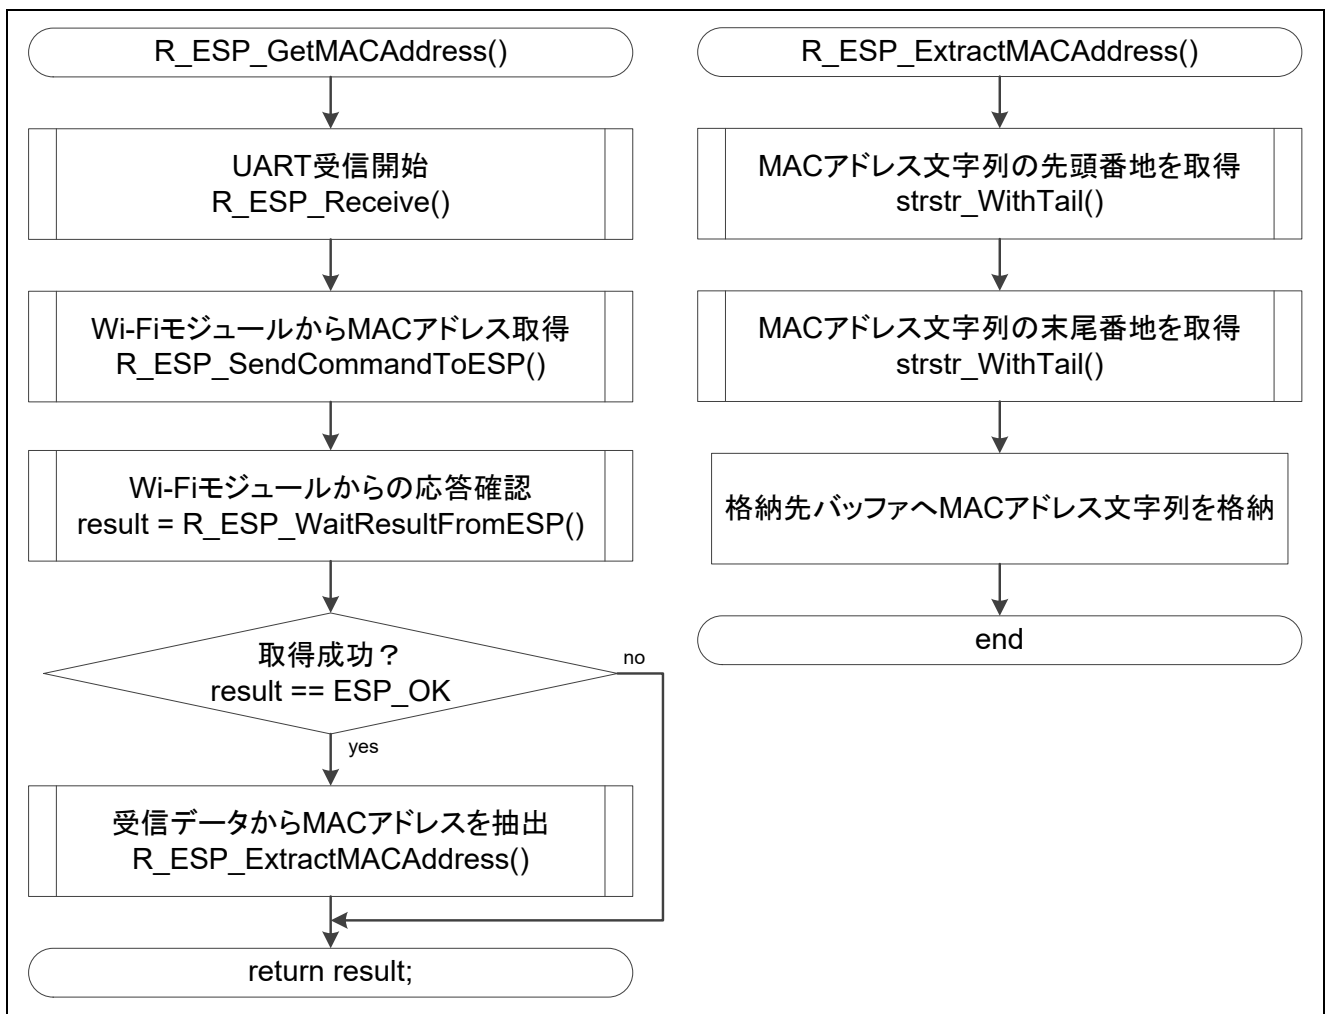 R_ESP_GetMACAddress()
UART受信開始
R_ESP_Receive()
Wi-FiモジュールからMACアドレス取得
R_ESP_SendCommandToESP()
Wi-Fiモジュールからの応答確認
result = R_ESP_WaitResultFromESP()
取得成功？
result == ESP_OK
no
yes
受信データからMACアドレスを抽出
R_ESP_ExtractMACAddress()
return result;
R_ESP_ExtractMACAddress()
MACアドレス文字列の先頭番地を取得
strstr_WithTail()
MACアドレス文字列の末尾番地を取得
strstr_WithTail()
格納先バッファへMACアドレス文字列を格納
end